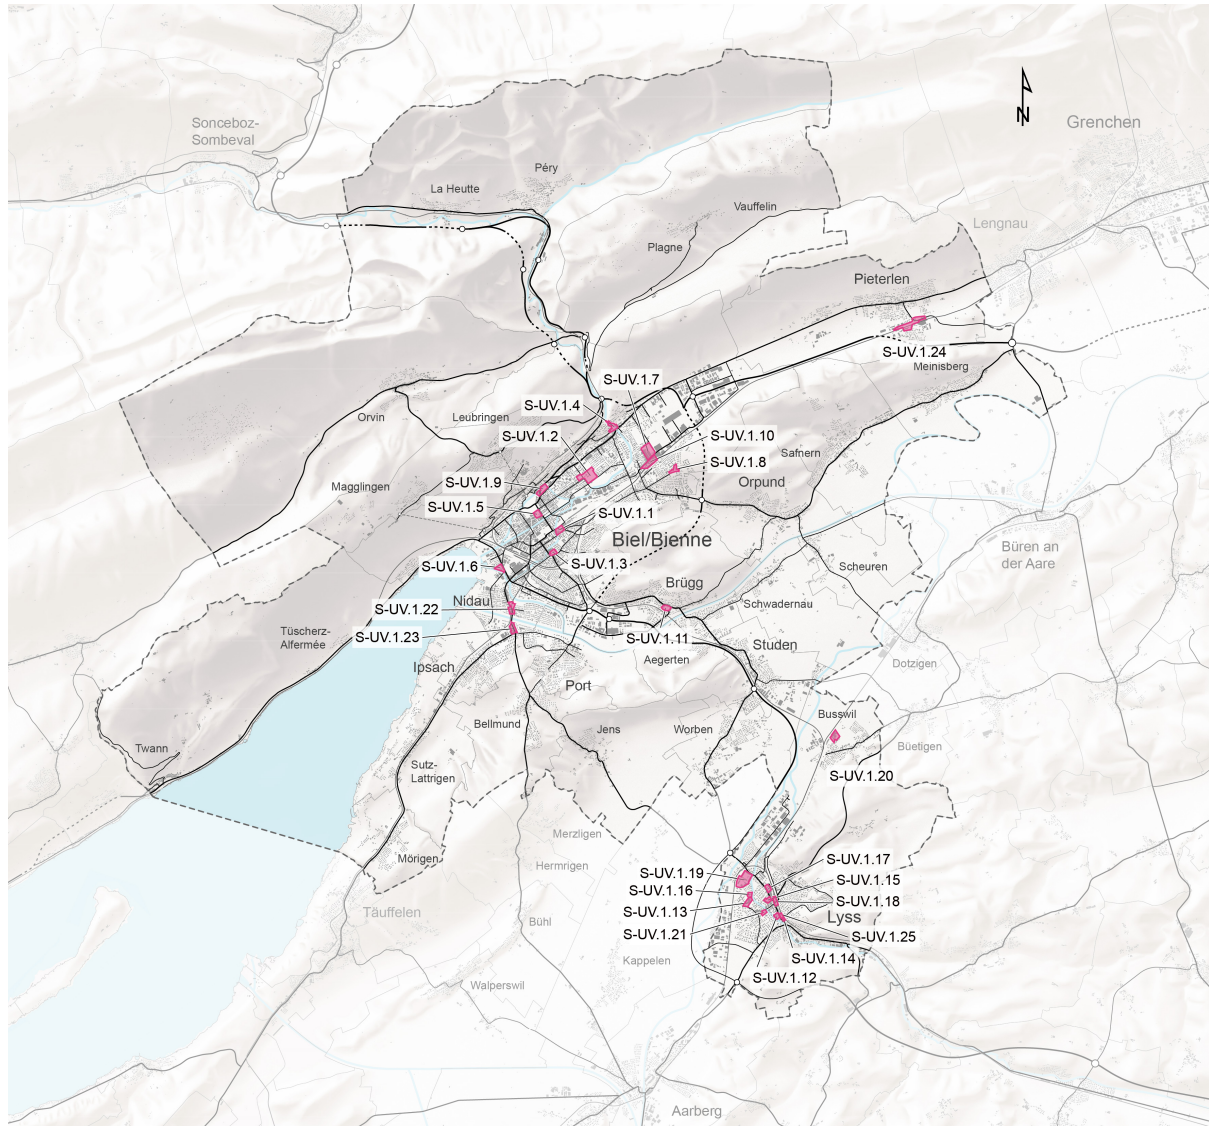 N
Sonceboz-
Sombeval
Grenchen
Péry
La Heutte
Vauffelin
Lengnau
Plagne
Pieterlen
S-UV.1.24
Meinisberg
S-UV.1.7
S-UV.1.4
Orvin
Leubringen
S-UV.1.2
S-UV.1.10
S-UV.1.8
Safnern
Orpund
S-UV.1.9
Magglingen
S-UV.1.5
S-UV.1.1
Biel/Bienne
Büren an
der Aare
S-UV.1.6
S-UV.1.3
Scheuren
Brügg
Nidau
S-UV.1.22
Schwadernau
Tüscherz-
Alfermée
S-UV.1.23
S-UV.1.11
Studen
Ipsach
Aegerten
Dotzigen
Port
Bellmund
Jens
Worben
Busswil
Twann
Büetigen
Sutz-
Lattrigen
S-UV.1.20
Merzligen
Mörigen
Hermrigen
S-UV.1.17
S-UV.1.19
S-UV.1.15
S-UV.1.16
S-UV.1.18
S-UV.1.13
Täuffelen
Lyss
Bühl
S-UV.1.21
S-UV.1.25
Kappelen
S-UV.1.14
S-UV.1.12
Walperswil
Aarberg